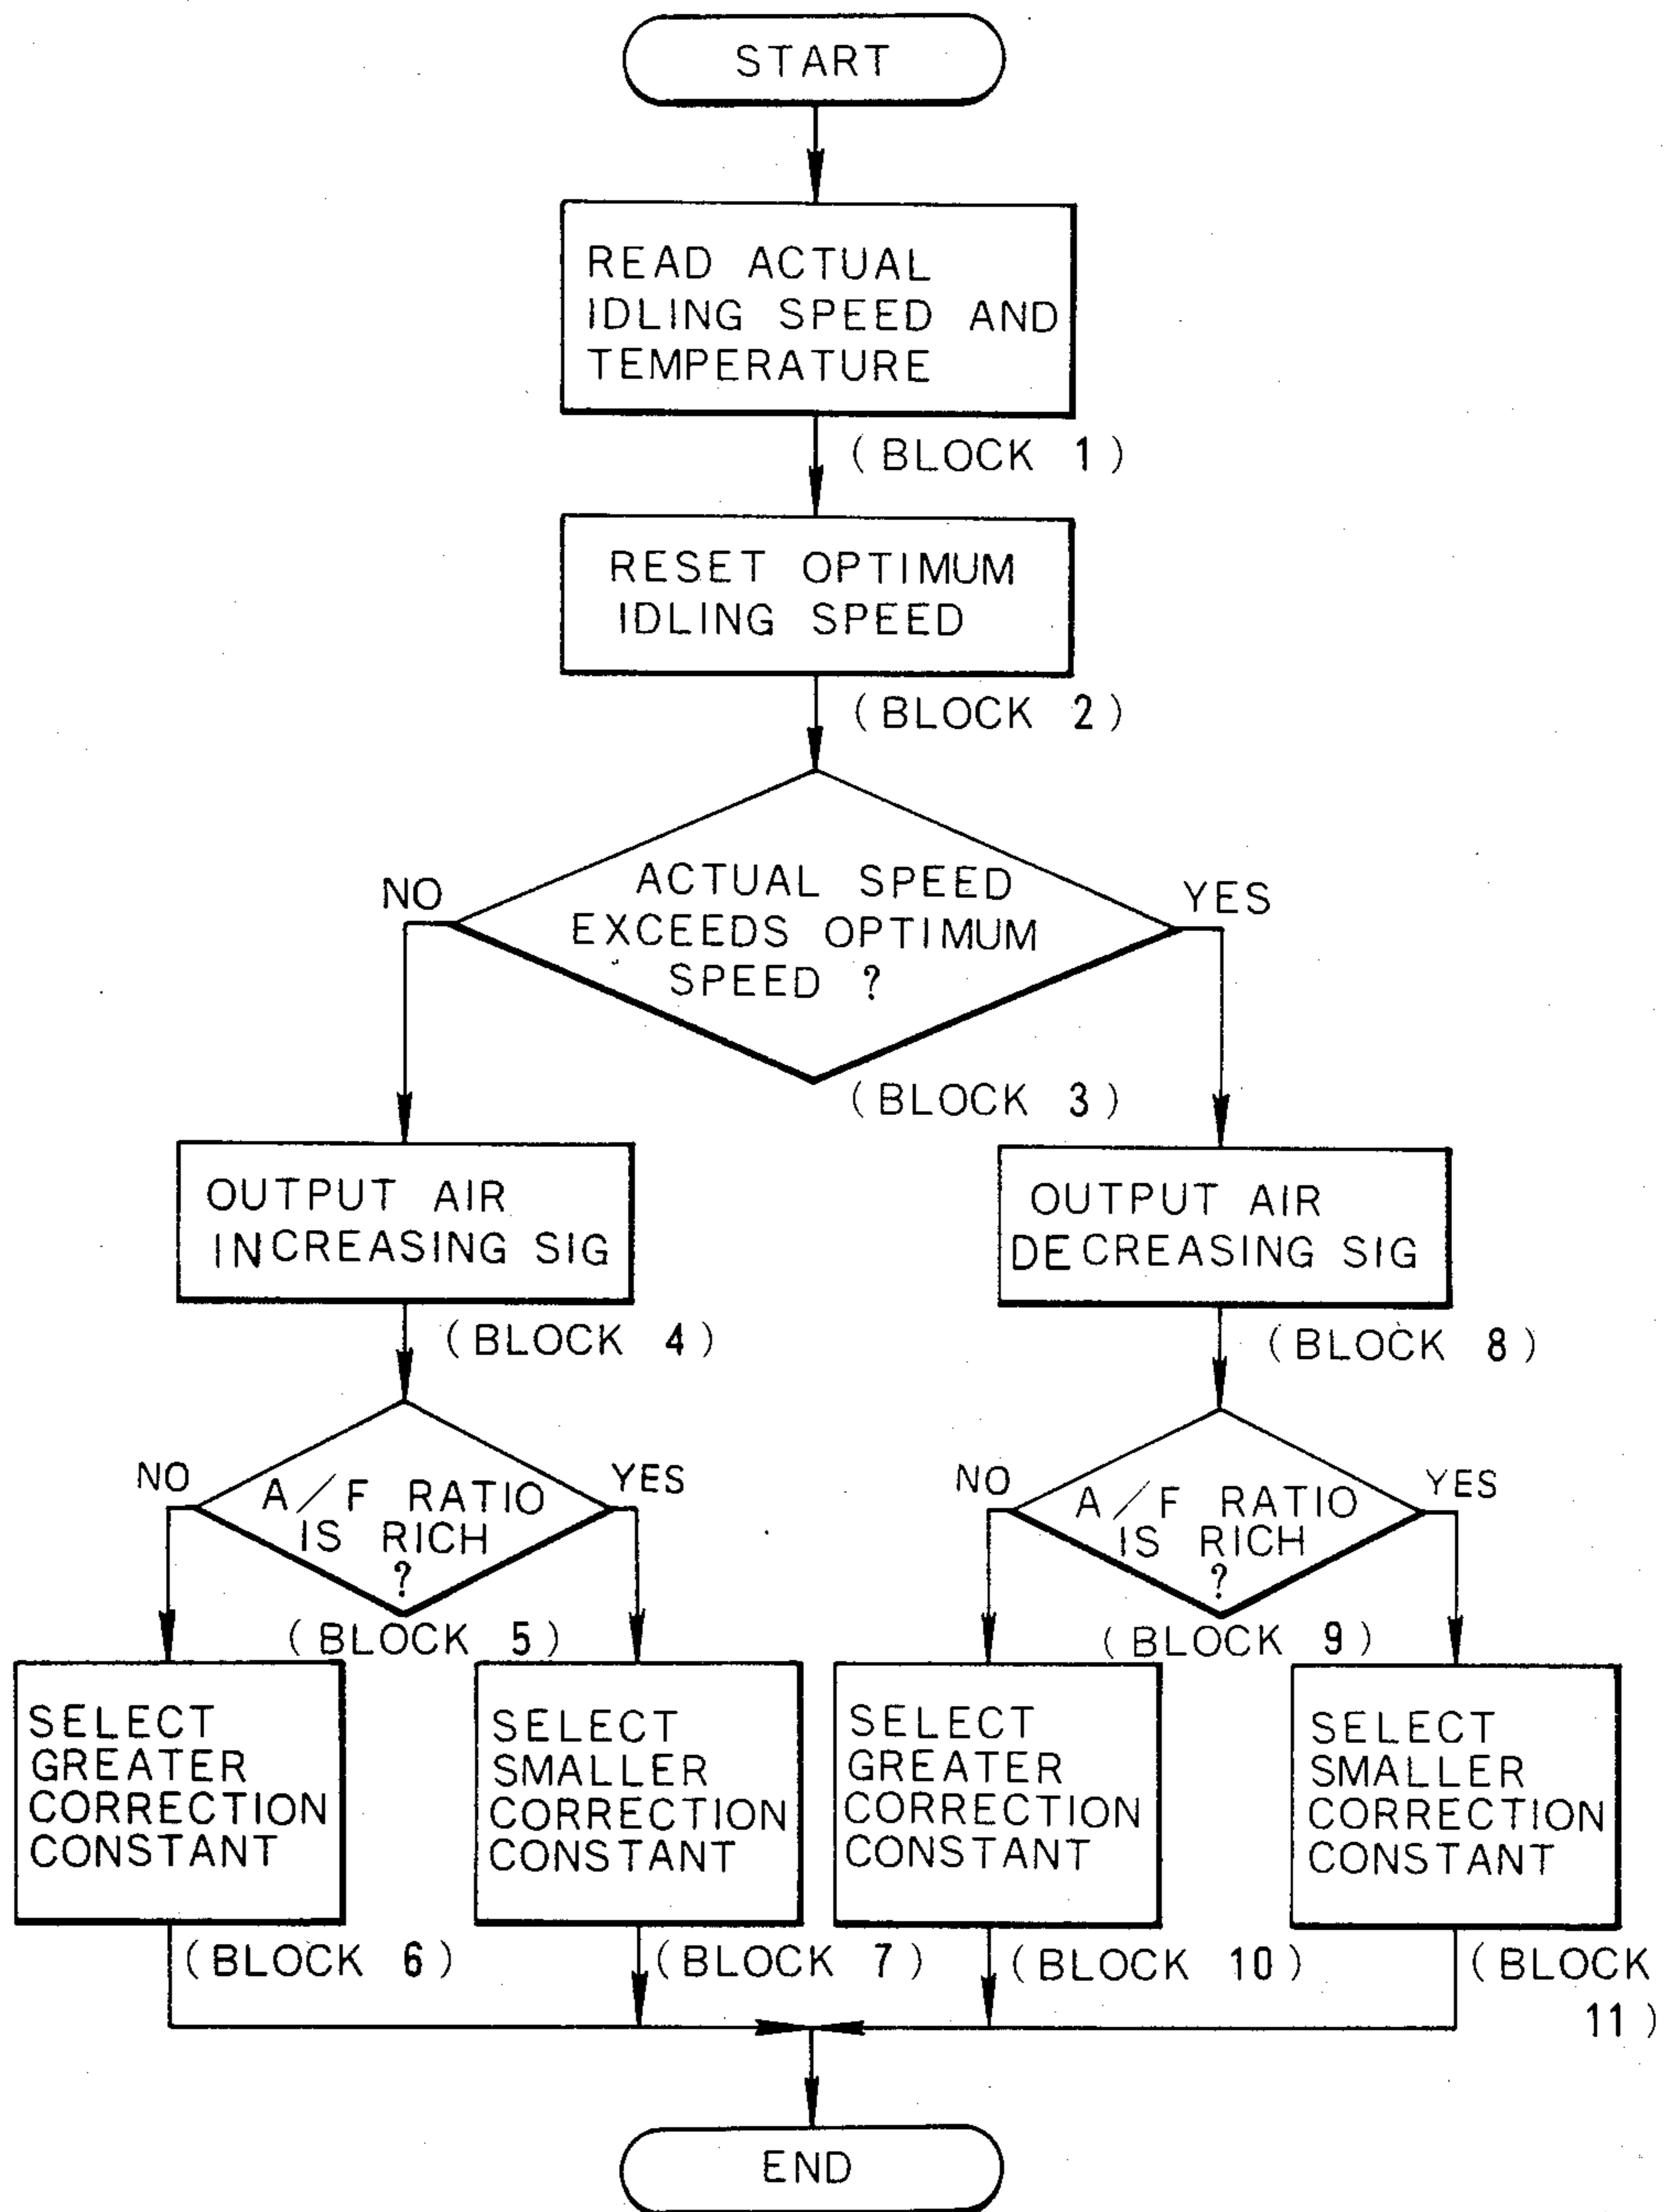 START
READ ACTUAL
IDLING SPEED AND
TEMPERATURE
(BLOCK 1)
RESET OPTIMUM
IDLING SPEED
(BLOCK 2)
ACTUAL SPEED
EXCEEDS OPTIMUM
SPEED ?
NO
YES
(BLOCK 3)
OUTPUT AIR
INCREASING SIG
(BLOCK 4)
OUTPUT AIR
DECREASING SIG
(BLOCK 8)
NO
A/F RATIO
IS RICH
?
YES
(BLOCK 5)
NO
A/F RATIO
IS RICH
?
YES
(BLOCK 9)
SELECT
GREATER
CORRECTION
CONSTANT
(BLOCK 6)
SELECT
SMALLER
CORRECTION
CONSTANT
(BLOCK 7)
SELECT
GREATER
CORRECTION
CONSTANT
(BLOCK 10)
SELECT
SMALLER
CORRECTION
CONSTANT
(BLOCK
11)
END